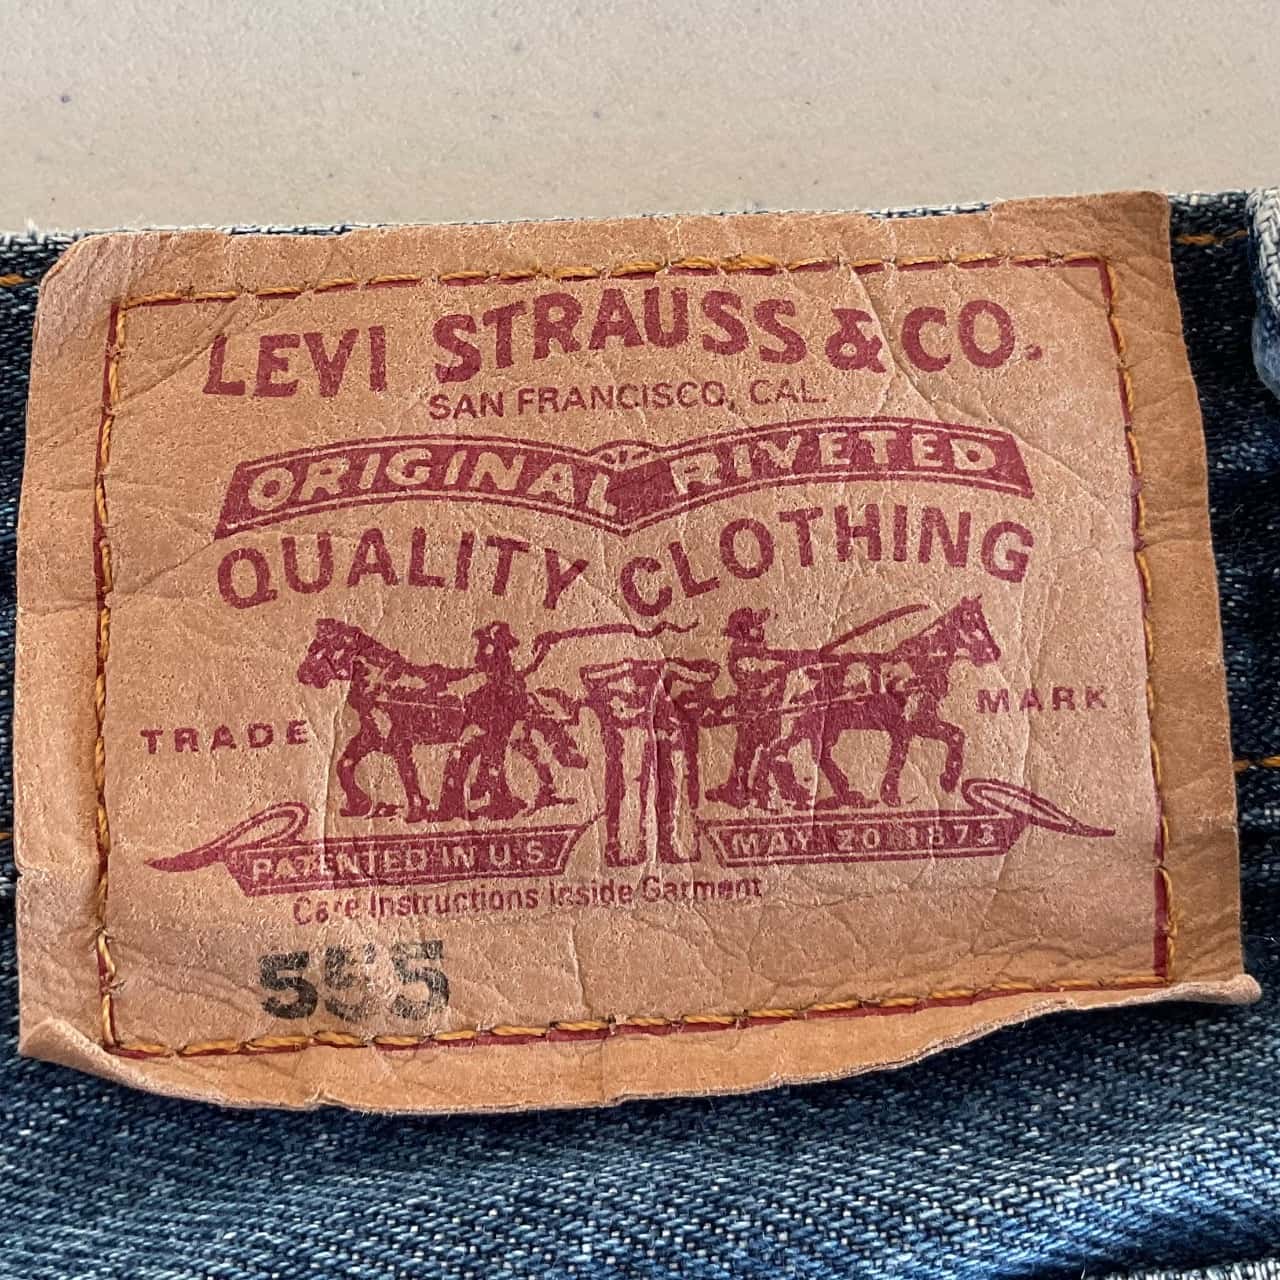 LEVI STRAUSS & CO.
SAN FRANCISCO, CAL.
ORIGINAL RIVETED
QUALITY CLOTHING
TRADE MARK
PATENTED IN U.S. MAY 20 1873
Care Instructions Inside Garment
555